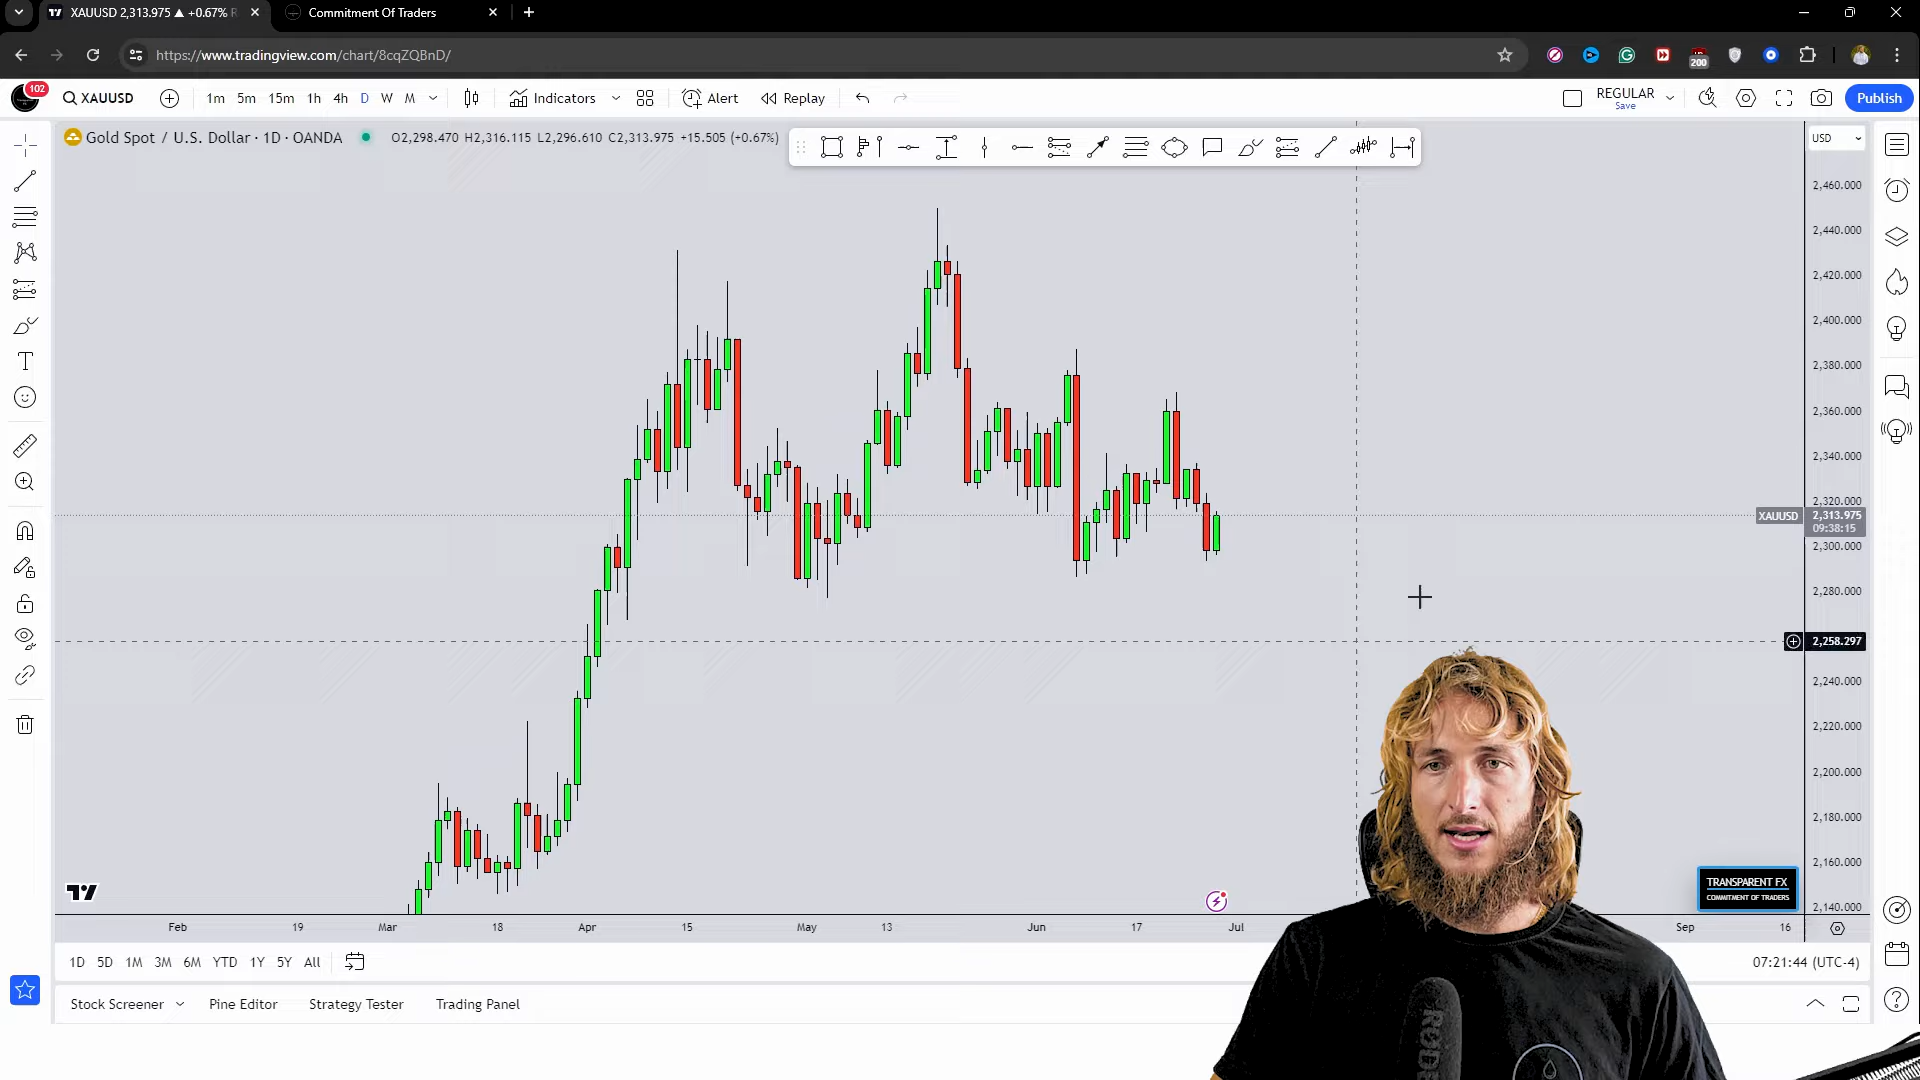 XAUUSD 2,313.975 ▲ +0.67% R
Commitment Of Traders
https://www.tradingview.com/chart/8cqZQBnD/
200
102
XAUUSD
1m 5m 15m 1h 4h D W M
Indicators
Alert
Replay
REGULAR
Save
Publish
Gold Spot / U.S. Dollar · 1D · OANDA
O2,298.470 H2,316.115 L2,296.610 C2,313.975 +15.505 (+0.67%)
USD
2,460.000
2,440.000
2,420.000
2,400.000
2,380.000
2,360.000
2,340.000
2,320.000
XAUUSD 2,313.975
09:38:15
2,300.000
2,280.000
2,258.297
2,240.000
2,220.000
2,200.000
2,180.000
2,160.000
2,140.000
TRANSPARENT FX
COMMITMENT OF TRADERS
Feb 19 Mar 18 Apr 15 May 13 Jun 17 Jul Sep 16
1D 5D 1M 3M 6M YTD 1Y 5Y All
07:21:44 (UTC-4)
Stock Screener Pine Editor Strategy Tester Trading Panel